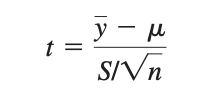 t = (ȳ − μ) / (S/√n)